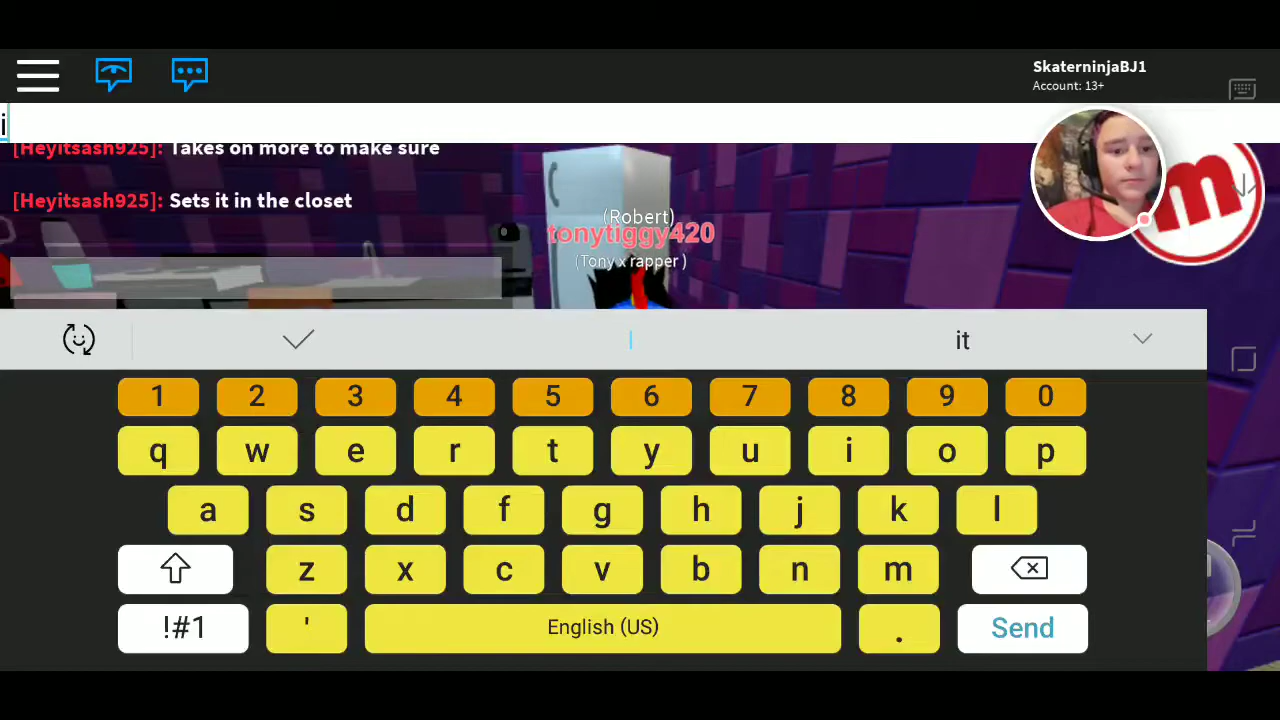 SkaterninjaBJ1
Account: 13+
i
[Heyitsash925]: Takes on more to make sure
[Heyitsash925]: Sets it in the closet
(Robert)
tonytiggy420
(Tony x rapper )
m
I it
1 2 3 4 5 6 7 8 9 0
q w e r t y u i o p
a s d f g h j k l
z x c v b n m
!#1 ' English (US) . Send